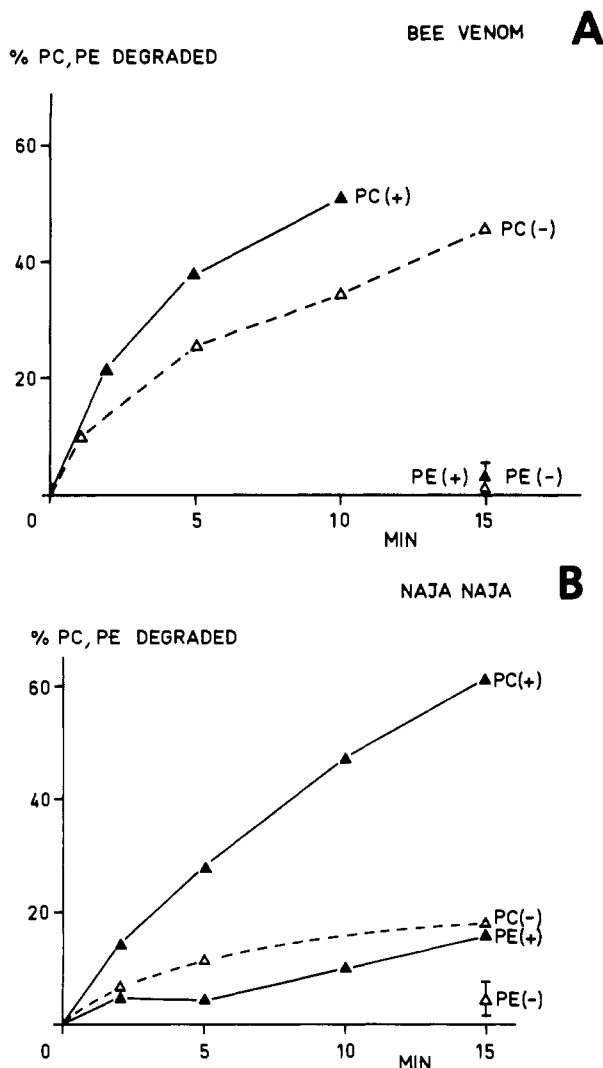 BEE VENOM A
% PC, PE DEGRADED
60
PC (+)
PC (-)
40
20
PE (+) PE (-)
0 5 10 15
MIN
NAJA NAJA B
% PC, PE DEGRADED
60
PC(+)
40
20
PC(-)
PE(+)
PE(-)
0 5 10 15
MIN